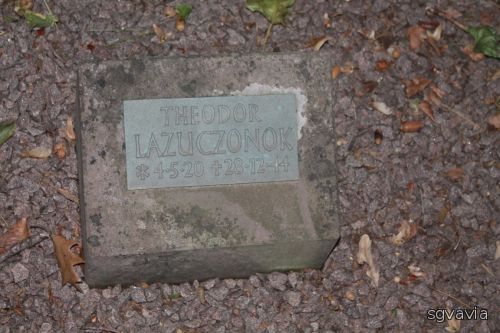 THEODOR
LAZUCZONOK
* 4·5·20 + 28·12·44
sgvavia